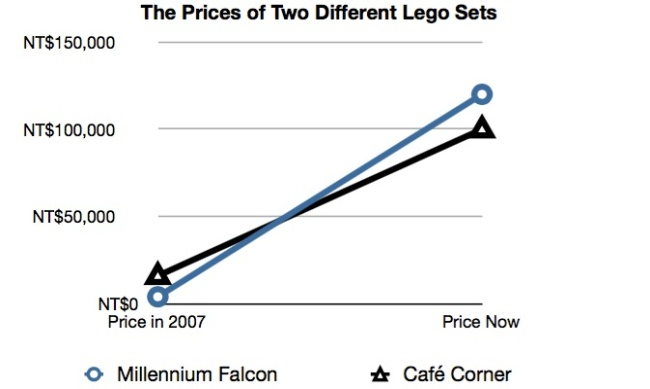 The Prices of Two Different Lego Sets
NT$150,000
NT$100,000
NT$50,000
NT$0
Price in 2007 Price Now
Millennium Falcon Café Corner